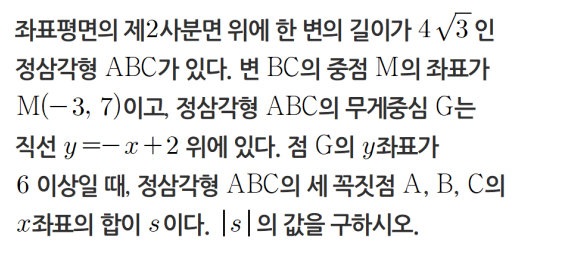 좌표평면의 제2사분면 위에 한 변의 길이가 4√3인
정삼각형 ABC가 있다. 변 BC의 중점 M의 좌표가
M(−3, 7)이고, 정삼각형 ABC의 무게중심 G는
직선 y=−x+2 위에 있다. 점 G의 y좌표가
6 이상일 때, 정삼각형 ABC의 세 꼭짓점 A, B, C의
x좌표의 합이 s이다. |s|의 값을 구하시오.